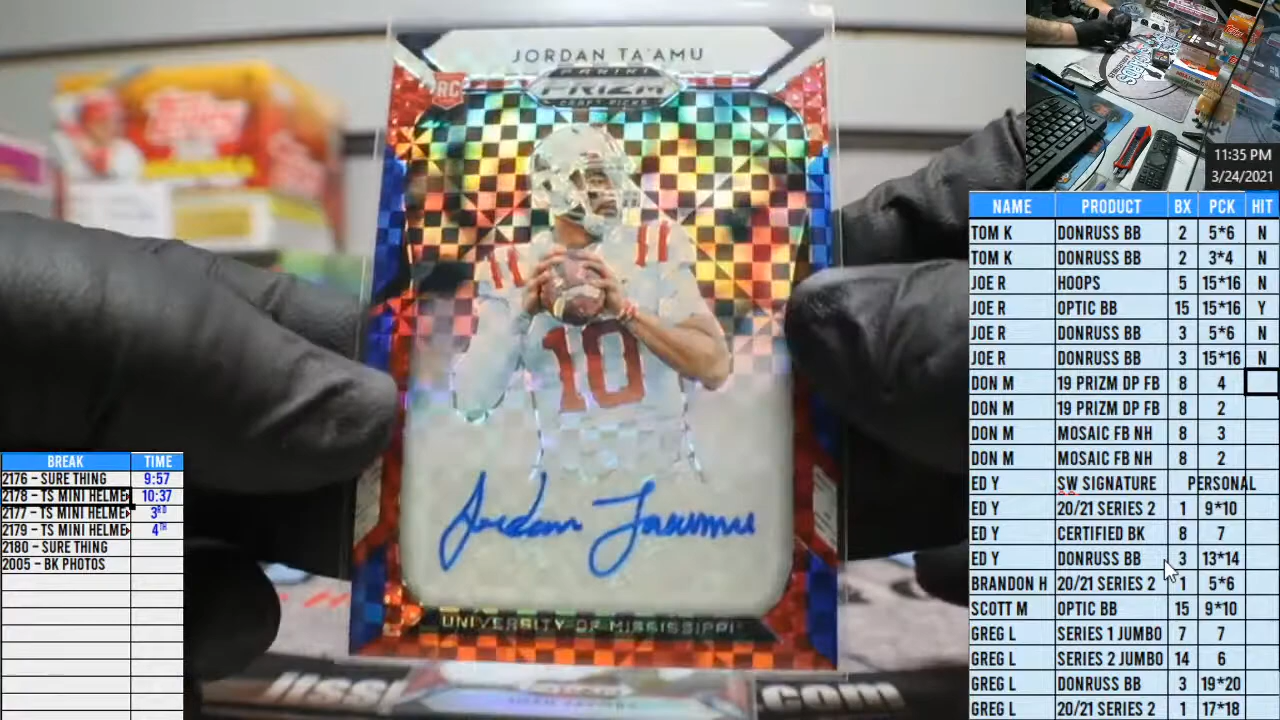 JORDAN TA'AMU
PANINI
PRIZM
DRAFT PICKS
RC
10
Jordan Taamu
UNIVERSITY OF MISSISSIPPI
Topps
11:35 PM
3/24/2021
NAME PRODUCT BX PCK HIT
TOM K DONRUSS BB 2 5*6 N
TOM K DONRUSS BB 2 3*4 N
JOE R HOOPS 5 15*16 N
JOE R OPTIC BB 15 15*16 Y
JOE R DONRUSS BB 3 5*6 N
JOE R DONRUSS BB 3 15*16 N
DON M 19 PRIZM DP FB 8 4
DON M 19 PRIZM DP FB 8 2
DON M MOSAIC FB NH 8 3
DON M MOSAIC FB NH 8 2
ED Y SW SIGNATURE PERSONAL
ED Y 20/21 SERIES 2 1 9*10
ED Y CERTIFIED BK 8 7
ED Y DONRUSS BB 3 13*14
BRANDON H 20/21 SERIES 2 1 5*6
SCOTT M OPTIC BB 15 9*10
GREG L SERIES 1 JUMBO 7 7
GREG L SERIES 2 JUMBO 14 6
GREG L DONRUSS BB 3 19*20
GREG L 20/21 SERIES 2 1 17*18
BREAK TIME
2176 – SURE THING 9:57
2178 – TS MINI HELME 10:37
2177 – TS MINI HELME 3RD
2179 – TS MINI HELME 4TH
2180 – SURE THING
2005 – BK PHOTOS
.com